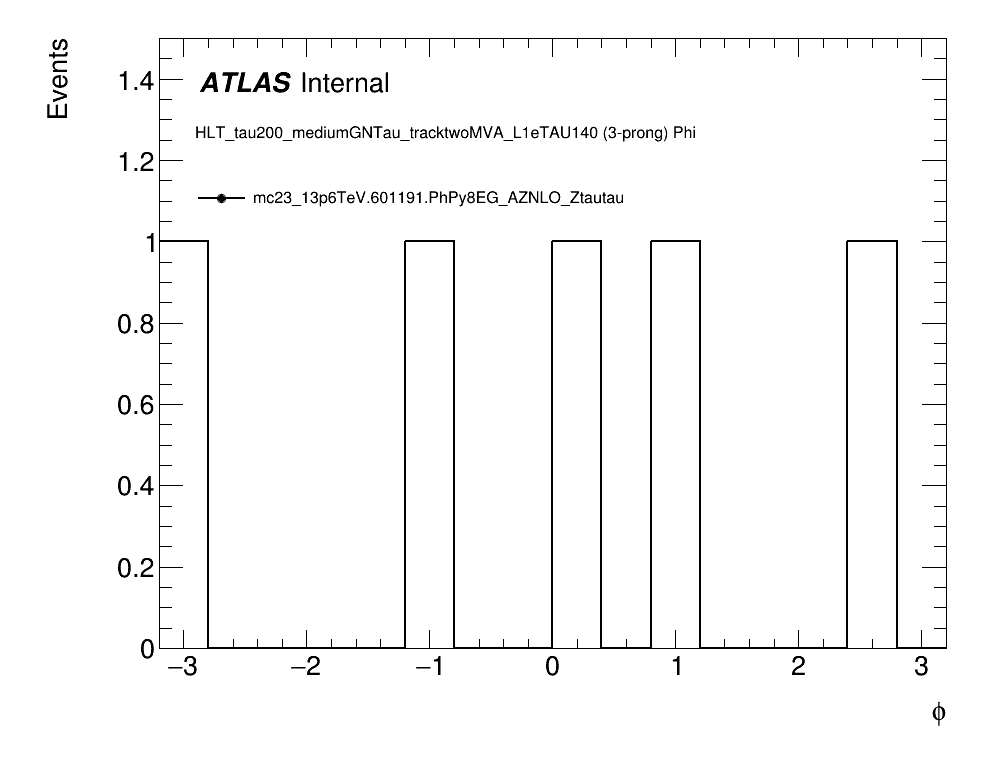 Events
ATLAS Internal
HLT_tau200_mediumGNTau_tracktwoMVA_L1eTAU140 (3-prong) Phi
mc23_13p6TeV.601191.PhPy8EG_AZNLO_Ztautau
1.4
1.2
1
0.8
0.6
0.4
0.2
0
−3 −2 −1 0 1 2 3
ϕ